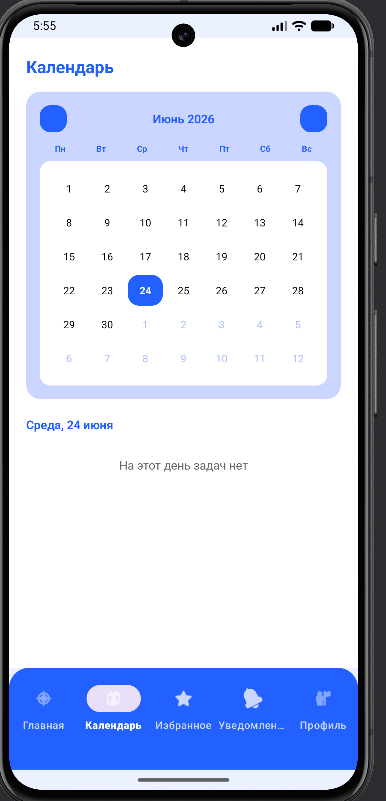 5:55
Календарь
Июнь 2026
Пн Вт Ср Чт Пт Сб Вс
1 2 3 4 5 6 7
8 9 10 11 12 13 14
15 16 17 18 19 20 21
22 23 24 25 26 27 28
29 30 1 2 3 4 5
6 7 8 9 10 11 12
Среда, 24 июня
На этот день задач нет
Главная Календарь Избранное Уведомлен... Профиль